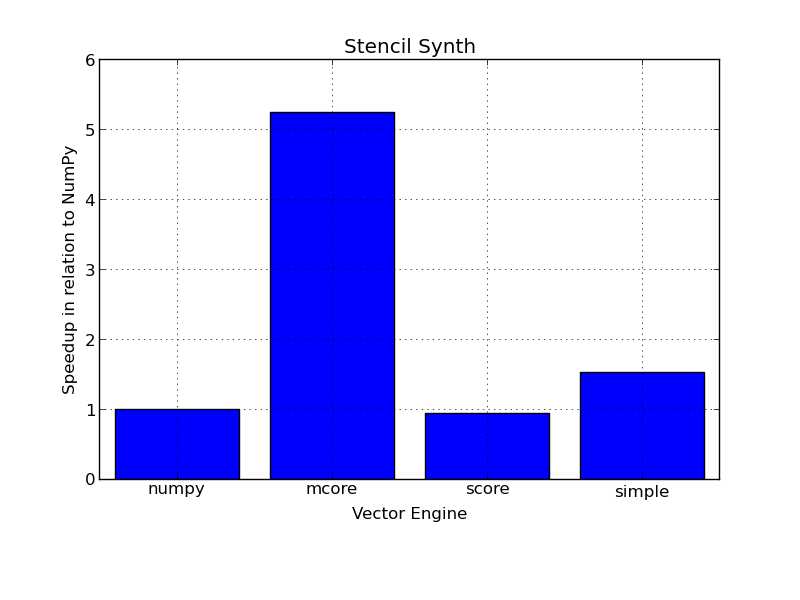 Stencil Synth
6
5
4
3
2
1
0
Speedup in relation to NumPy
numpy mcore score simple
Vector Engine